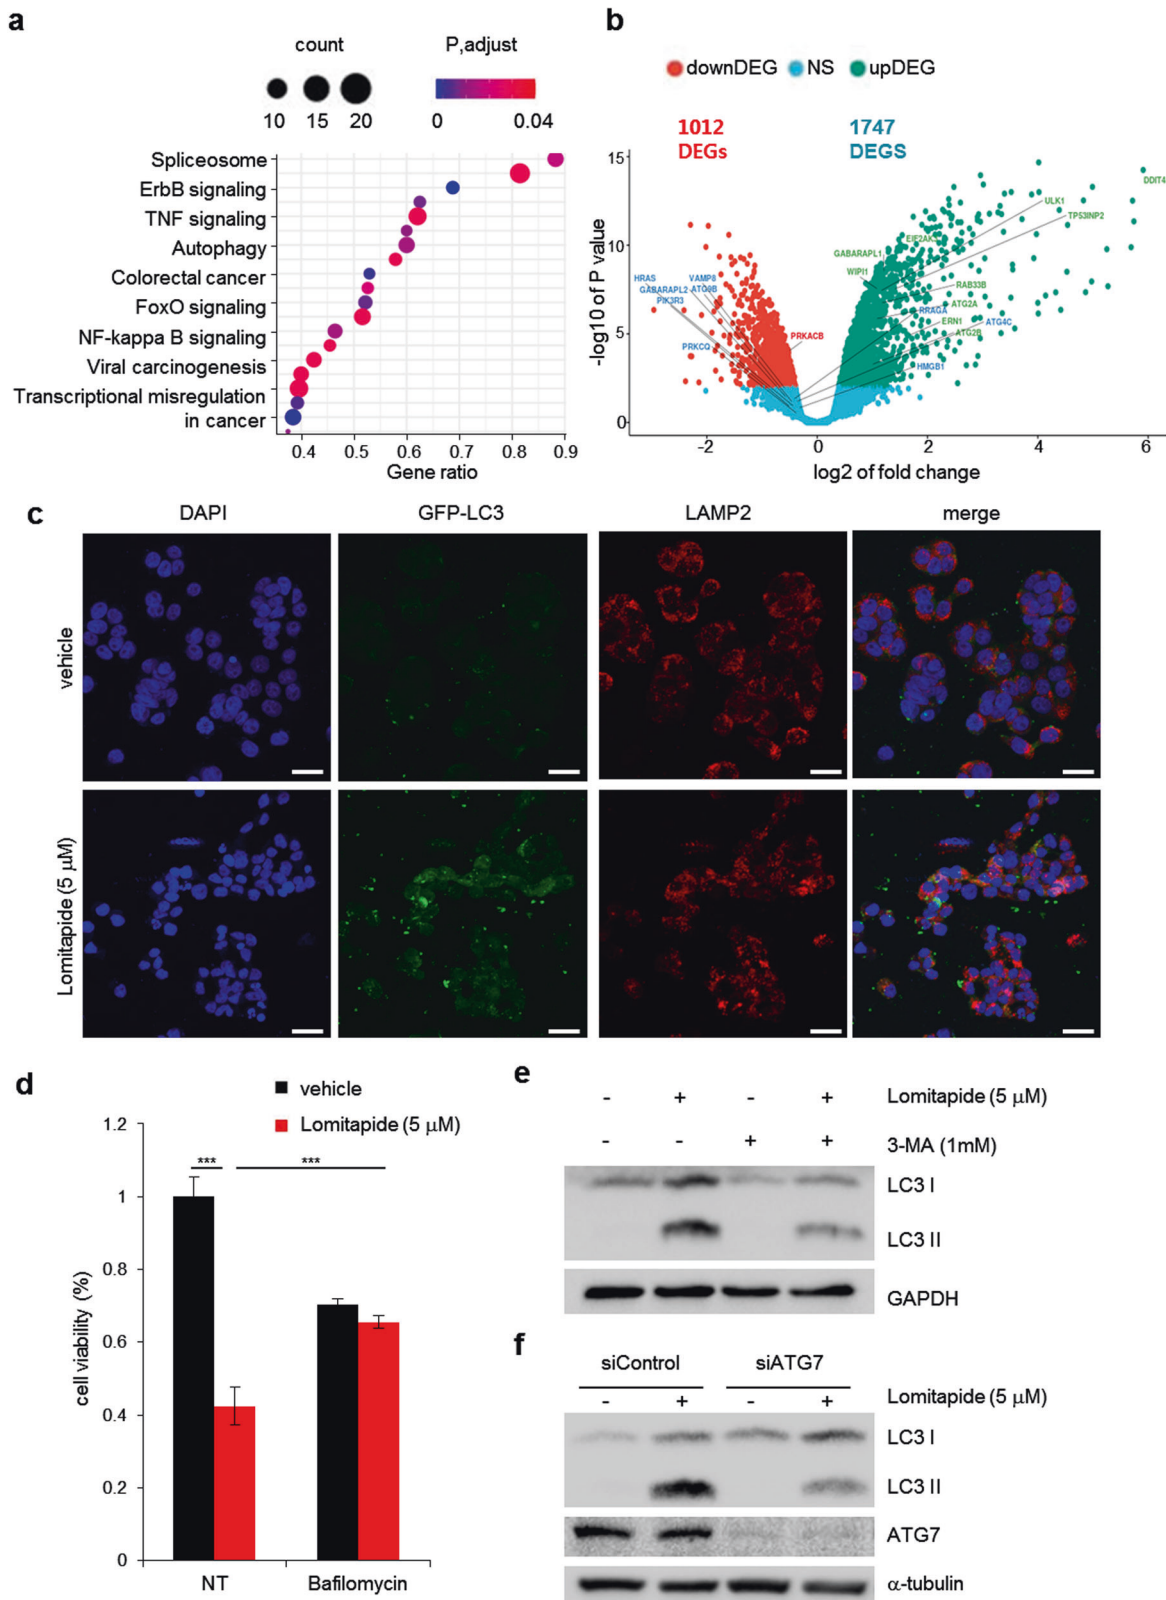 a
count
P,adjust
10 15 20
0 0.04
Spliceosome
ErbB signaling
TNF signaling
Autophagy
Colorectal cancer
FoxO signaling
NF-kappa B signaling
Viral carcinogenesis
Transcriptional misregulation
in cancer
0.4 0.5 0.6 0.7 0.8 0.9
Gene ratio
b
downDEG NS upDEG
1012
DEGs
1747
DEGS
15
10
5
0
-log10 of P value
DDIT4
ULK1
TP53INP2
GABARAPL1
WIPI1
HRAS
VAMP8
GABARAPL2
ATG9B
PIK3R3
RAB33B
ATG2A
RRAGA
ERN1
ATG4C
ATG2B
PRKACB
PRKCQ
HMGB1
-2 0 2 4 6
log2 of fold change
c
DAPI GFP-LC3 LAMP2 merge
vehicle
Lomitapide (5 μM)
d
vehicle
Lomitapide (5 μM)
1.2
1
0.8
0.6
0.4
0.2
0
cell viability (%)
*** ***
NT Bafilomycin
e
- + - + Lomitapide (5 μM)
- - + + 3-MA (1mM)
LC3 I
LC3 II
GAPDH
f
siControl siATG7
- + - + Lomitapide (5 μM)
LC3 I
LC3 II
ATG7
α-tubulin